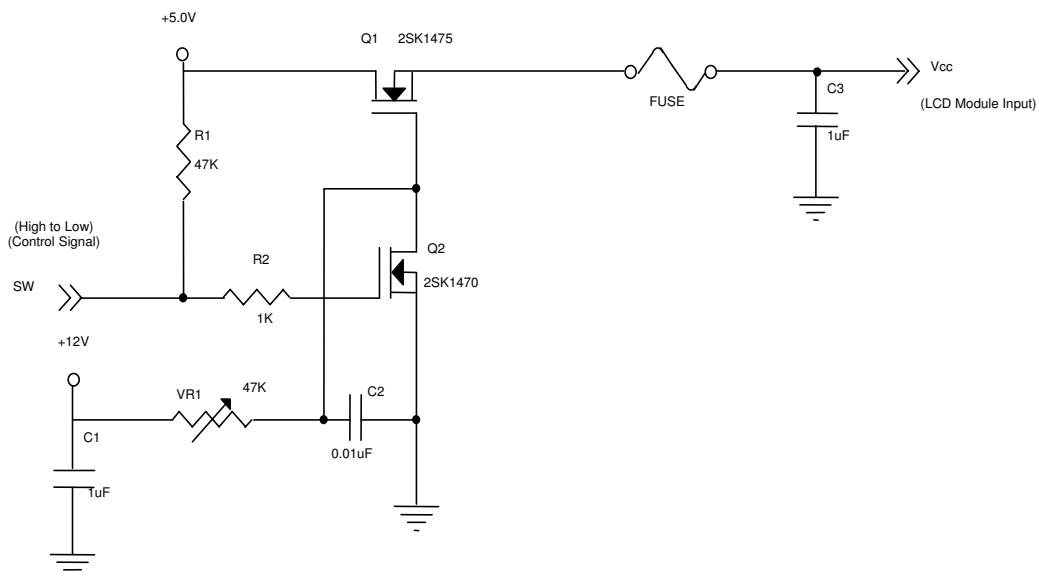 +5.0V
Q1 2SK1475
Vcc
C3
FUSE
(LCD Module Input)
R1
1uF
47K
(High to Low)
(Control Signal)
Q2
R2
2SK1470
SW
1K
+12V
VR1
47K
C2
C1
0.01uF
1uF